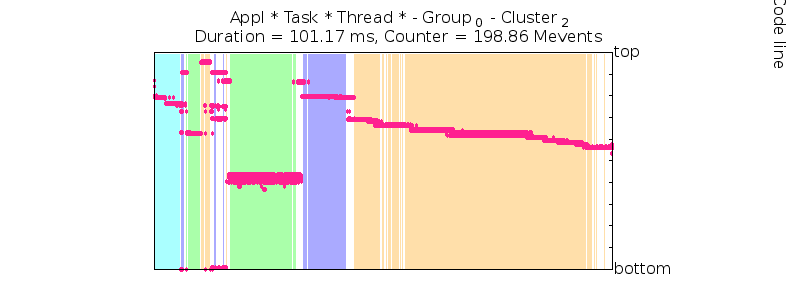 Appl * Task * Thread * - Group 0 - Cluster 2
Duration = 101.17 ms, Counter = 198.86 Mevents
top
bottom
Code line